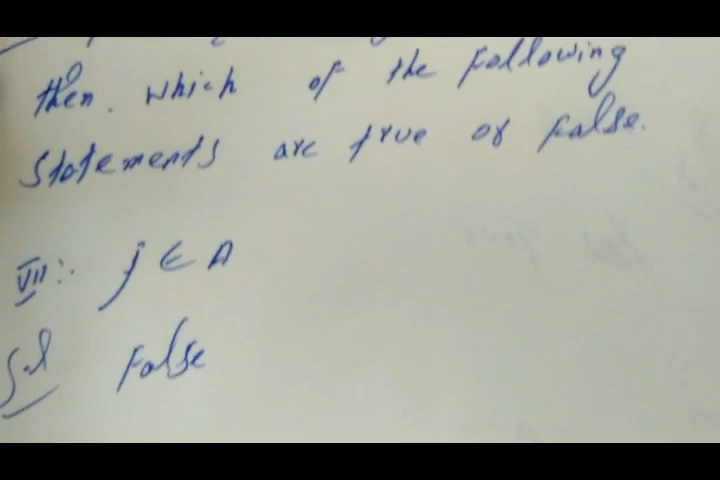 then. which of the following
statements are true or false.
VII:- j ∈ A
Sol False